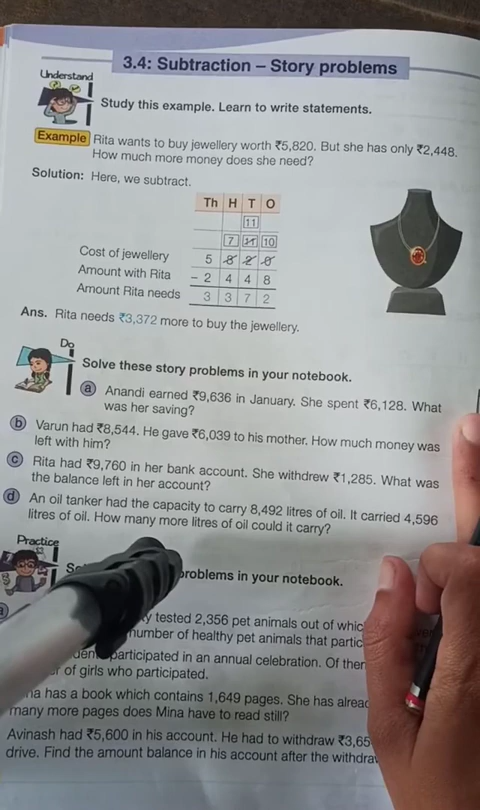 3.4: Subtraction – Story problems
Understand
Study this example. Learn to write statements.
Example Rita wants to buy jewellery worth ₹5,820. But she has only ₹2,448.
How much more money does she need?
Solution: Here, we subtract.
Th H T O
11
7 11 10
Cost of jewellery 5 8 2 0
Amount with Rita – 2 4 4 8
Amount Rita needs 3 3 7 2
Ans. Rita needs ₹3,372 more to buy the jewellery.
Do
Solve these story problems in your notebook.
a Anandi earned ₹9,636 in January. She spent ₹6,128. What
was her saving?
b Varun had ₹8,544. He gave ₹6,039 to his mother. How much money was
left with him?
c Rita had ₹9,760 in her bank account. She withdrew ₹1,285. What was
the balance left in her account?
d An oil tanker had the capacity to carry 8,492 litres of oil. It carried 4,596
litres of oil. How many more litres of oil could it carry?
Practice
problems in your notebook.
tested 2,356 pet animals out of
number of healthy pet animals that
participated in an annual celebration. Of
of girls who participated.
has a book which contains 1,649 pages. She has
many more pages does Mina have to read still?
Avinash had ₹5,600 in his account. He had to withdraw
drive. Find the amount balance in his account after the